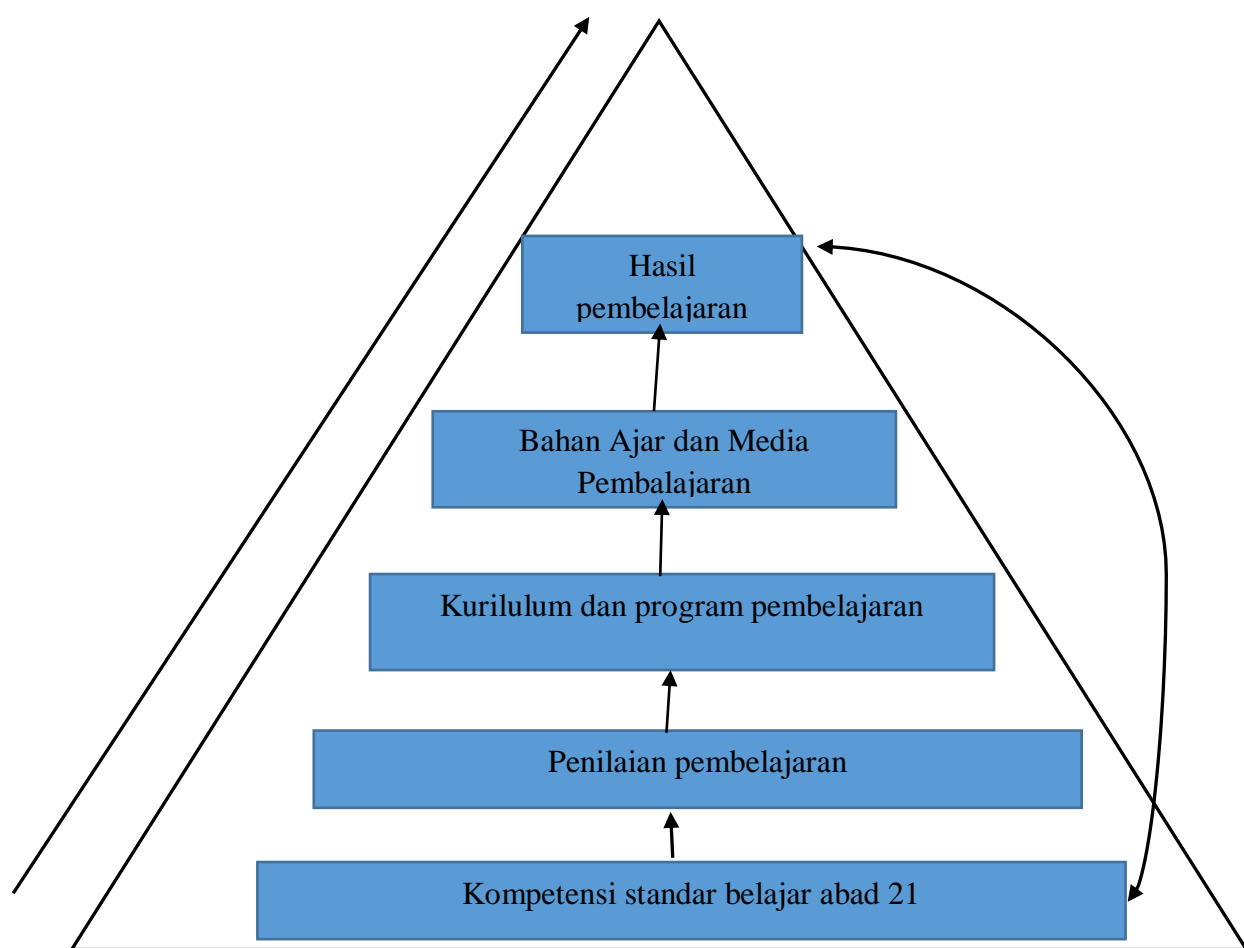 Hasil
pembelajaran
Bahan Ajar dan Media
Pembalajaran
Kurilulum dan program pembelajaran
Penilaian pembelajaran
Kompetensi standar belajar abad 21